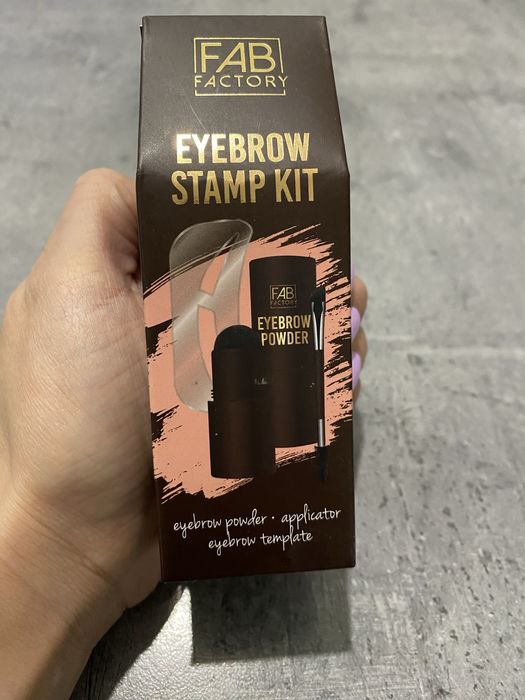 FAB
FACTORY
EYEBROW
STAMP KIT
FAB
FACTORY
EYEBROW
POWDER
eyebrow powder · applicator
eyebrow template